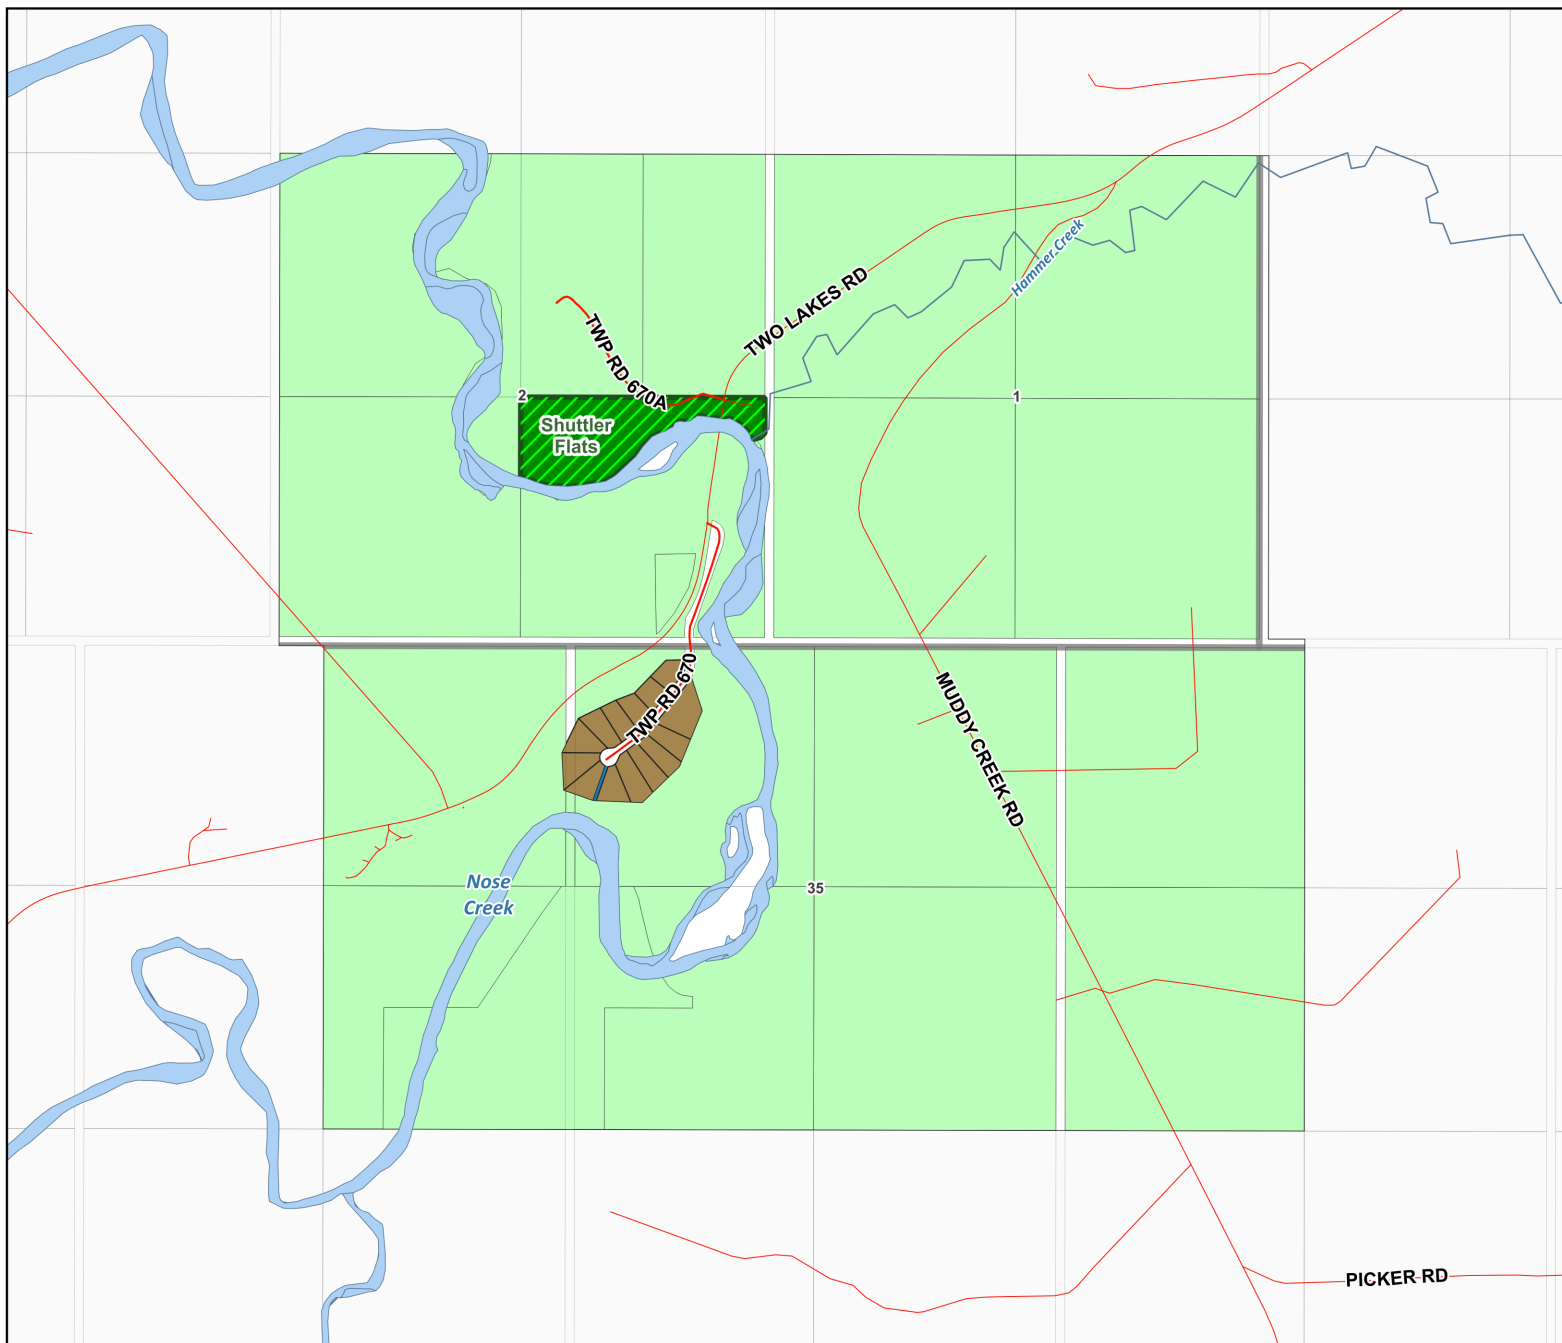 Hammer Creek
TWO LAKES RD
TWP RD 670A
2
1
Shuttler
Flats
TWP RD 670
MUDDY CREEK RD
Nose
Creek
35
PICKER RD